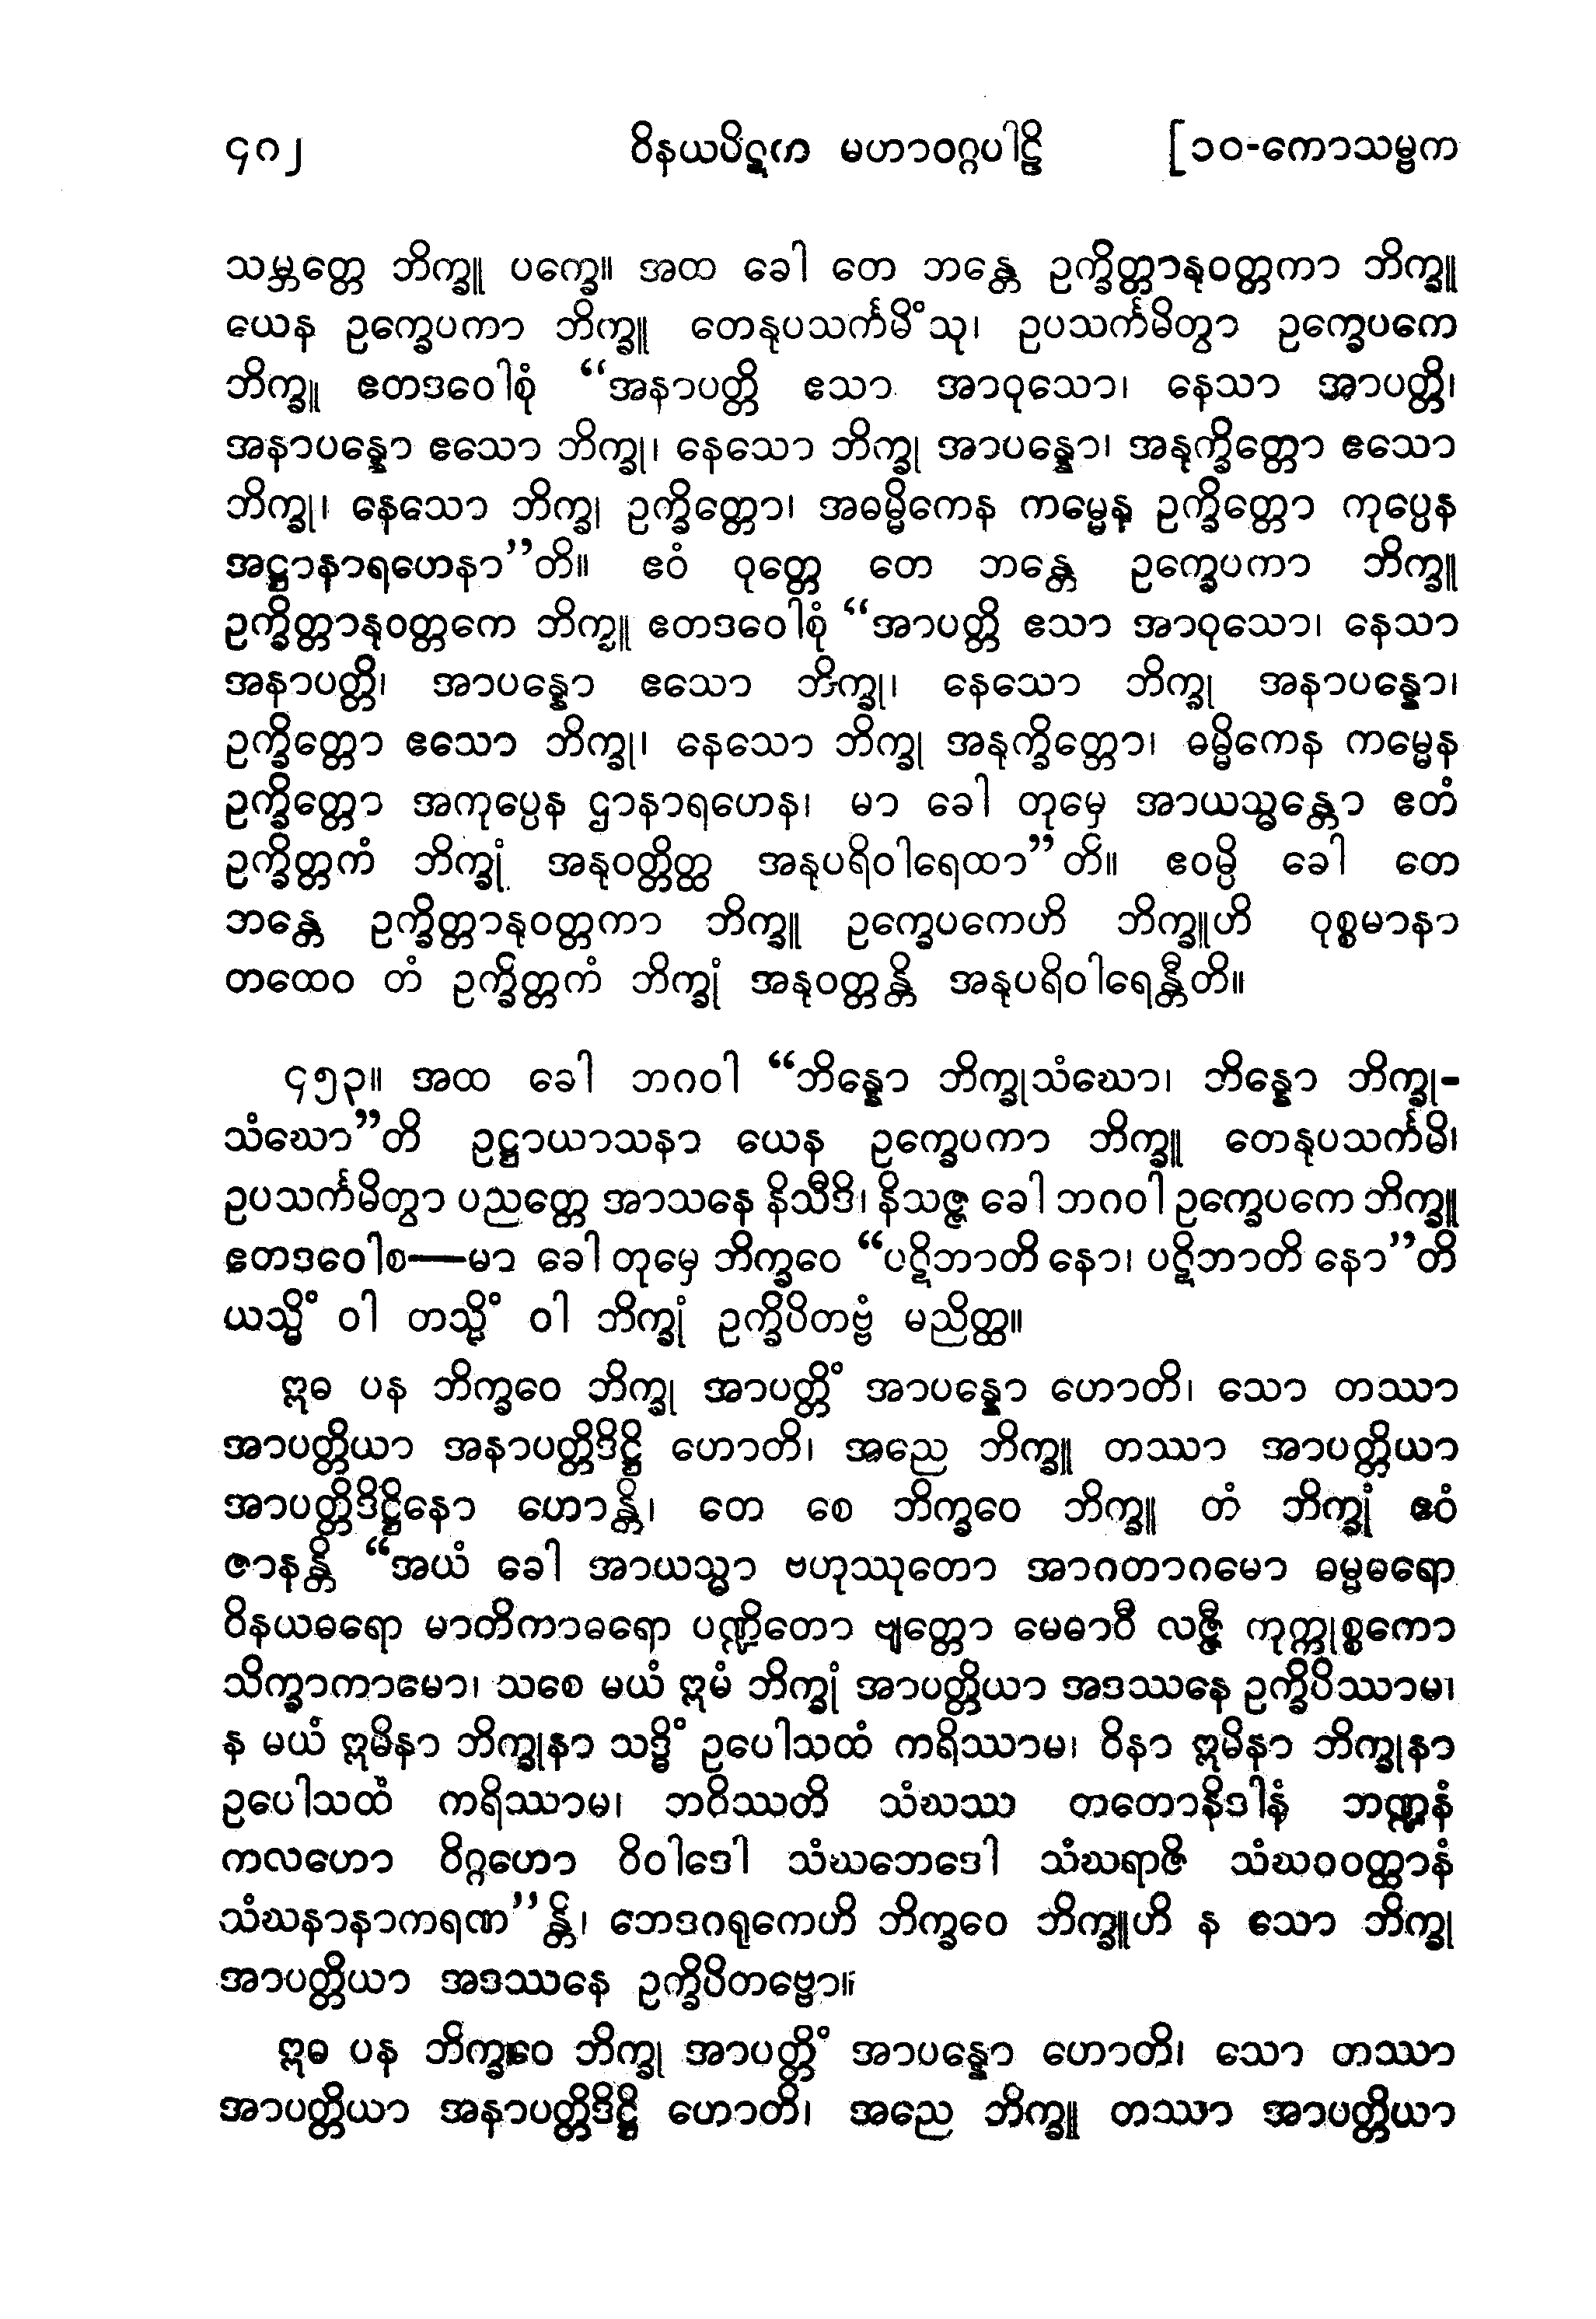 ၄၈၂ ဝိနယပိဋက မဟာဝဂ္ဂပါဠိ [၁၀-ကောသမ္ဗက
သမ္ဘတ္တေ ဘိက္ခူ ပက္ခေ။ အထ ခေါ တေ ဘန္တေ ဥက္ခိတ္တာနုဝတ္တကာ ဘိက္ခူ
ယေန ဥက္ခေပကာ ဘိက္ခူ တေနုပသင်္ကမိံသု၊ ဥပသင်္ကမိတွာ ဥက္ခေပကေ
ဘိက္ခူ ဧတဒဝေါစုံ “အနာပတ္တိ ဧသာ အာဝုသော၊ နေသာ အာပတ္တိ၊
အနာပန္နော ဧသော ဘိက္ခု၊ နေသော ဘိက္ခု အာပန္နော၊ အနုက္ခိတ္တော ဧသော
ဘိက္ခု၊ နေသော ဘိက္ခု ဥက္ခိတ္တော၊ အဓမ္မိကေန ကမ္မေန ဥက္ခိတ္တော ကုပ္ပေန
အဋ္ဌာနာရဟေနာ”တိ။ ဧဝံ ဝုတ္တေ တေ ဘန္တေ ဥက္ခေပကာ ဘိက္ခူ
ဥက္ခိတ္တာနုဝတ္တကေ ဘိက္ခူ ဧတဒဝေါစုံ “အာပတ္တိ ဧသာ အာဝုသော၊ နေသာ
အနာပတ္တိ၊ အာပန္နော ဧသော ဘိက္ခု၊ နေသော ဘိက္ခု အနာပန္နော၊
ဥက္ခိတ္တော ဧသော ဘိက္ခု၊ နေသော ဘိက္ခု အနုက္ခိတ္တော၊ ဓမ္မိကေန ကမ္မေန
ဥက္ခိတ္တော အကုပ္ပေန ဌာနာရဟေန၊ မာ ခေါ တုမှေ အာယသ္မန္တော ဧတံ
ဥက္ခိတ္တကံ ဘိက္ခုံ အနုဝတ္တိတ္ထ အနုပရိဝါရေထာ”တိ။ ဧဝမ္ပိ ခေါ တေ
ဘန္တေ ဥက္ခိတ္တာနုဝတ္တကာ ဘိက္ခူ ဥက္ခေပကေဟိ ဘိက္ခူဟိ ဝုစ္စမာနာ
တထေဝ တံ ဥက္ခိတ္တကံ ဘိက္ခုံ အနုဝတ္တန္တိ အနုပရိဝါရေန္တီတိ။
၄၅၃။ အထ ခေါ ဘဂဝါ “ဘိန္နော ဘိက္ခုသံဃော၊ ဘိန္နော ဘိက္ခု-
သံဃော”တိ ဥဋ္ဌာယာသနာ ယေန ဥက္ခေပကာ ဘိက္ခူ တေနုပသင်္ကမိ၊
ဥပသင်္ကမိတွာ ပညတ္တေ အာသနေ နိသီဒိ၊ နိသဇ္ဇ ခေါ ဘဂဝါ ဥက္ခေပကေ ဘိက္ခူ
ဧတဒဝေါစ—မာ ခေါ တုမှေ ဘိက္ခဝေ “ပဋိဘာတိ နော၊ ပဋိဘာတိ နော”တိ
ယသ္မိံ ဝါ တသ္မိံ ဝါ ဘိက္ခုံ ဥက္ခိပိတဗ္ဗံ မညိတ္ထ။
ဣဓ ပန ဘိက္ခဝေ ဘိက္ခု အာပတ္တိံ အာပန္နော ဟောတိ၊ သော တဿာ
အာပတ္တိယာ အနာပတ္တိဒိဋ္ဌိ ဟောတိ၊ အညေ ဘိက္ခူ တဿာ အာပတ္တိယာ
အာပတ္တိဒိဋ္ဌိနော ဟောန္တိ၊ တေ စေ ဘိက္ခဝေ ဘိက္ခူ တံ ဘိက္ခုံ ဧဝံ
ဇာနန္တိ “အယံ ခေါ အာယသ္မာ ဗဟုဿုတော အာဂတာဂမော ဓမ္မဓရော
ဝိနယဓရော မာတိကာဓရော ပဏ္ဍိတော ဗျတ္တော မေဓာဝီ လဇ္ဇီ ကုက္ကုစ္စကော
သိက္ခာကာမော၊ သစေ မယံ ဣမံ ဘိက္ခုံ အာပတ္တိယာ အဒဿနေ ဥက္ခိပိဿာမ၊
န မယံ ဣမိနာ ဘိက္ခုနာ သဒ္ဓိံ ဥပေါသထံ ကရိဿာမ၊ ဝိနာ ဣမိနာ ဘိက္ခုနာ
ဥပေါသထံ ကရိဿာမ၊ ဘဝိဿတိ သံဃဿ တတောနိဒါနံ ဘဏ္ဍနံ
ကလဟော ဝိဂ္ဂဟော ဝိဝါဒေါ သံဃဘေဒေါ သံဃရာဇိ သံဃဝဝတ္ထာနံ
သံဃနာနာကရဏ”န္တိ၊ ဘေဒဂရုကေဟိ ဘိက္ခဝေ ဘိက္ခူဟိ န သော ဘိက္ခု
အာပတ္တိယာ အဒဿနေ ဥက္ခိပိတဗ္ဗော။
ဣဓ ပန ဘိက္ခဝေ ဘိက္ခု အာပတ္တိံ အာပန္နော ဟောတိ၊ သော တဿာ
အာပတ္တိယာ အနာပတ္တိဒိဋ္ဌိ ဟောတိ၊ အညေ ဘိက္ခူ တဿာ အာပတ္တိယာ